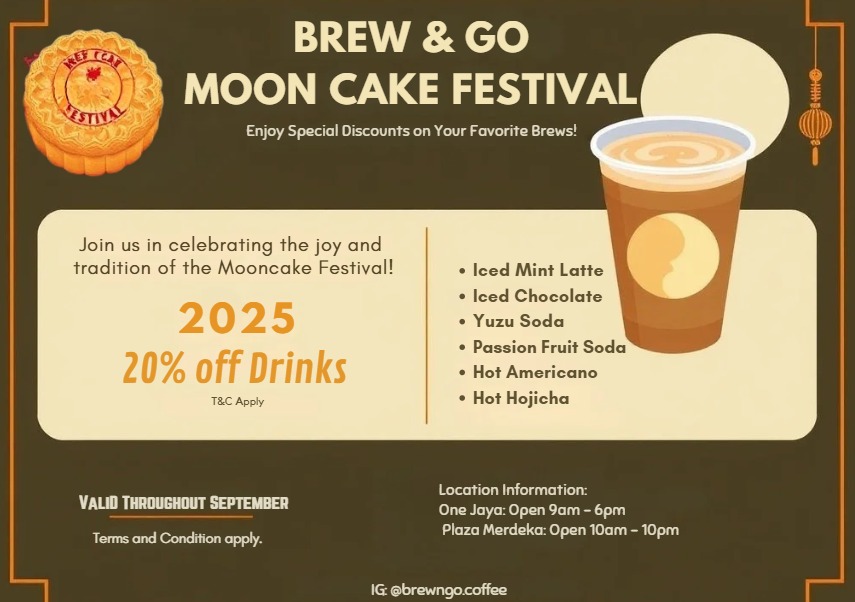 BREW & GO
MOON CAKE FESTIVAL
Enjoy Special Discounts on Your Favorite Brews!
FESTIVAL
Join us in celebrating the joy and
tradition of the Mooncake Festival!
2025
20% off Drinks
T&C Apply
• Iced Mint Latte
• Iced Chocolate
• Yuzu Soda
• Passion Fruit Soda
• Hot Americano
• Hot Hojicha
VALID THROUGHOUT SEPTEMBER
Terms and Condition apply.
Location Information:
One Jaya: Open 9am - 6pm
Plaza Merdeka: Open 10am - 10pm
IG: @brewngo.coffee